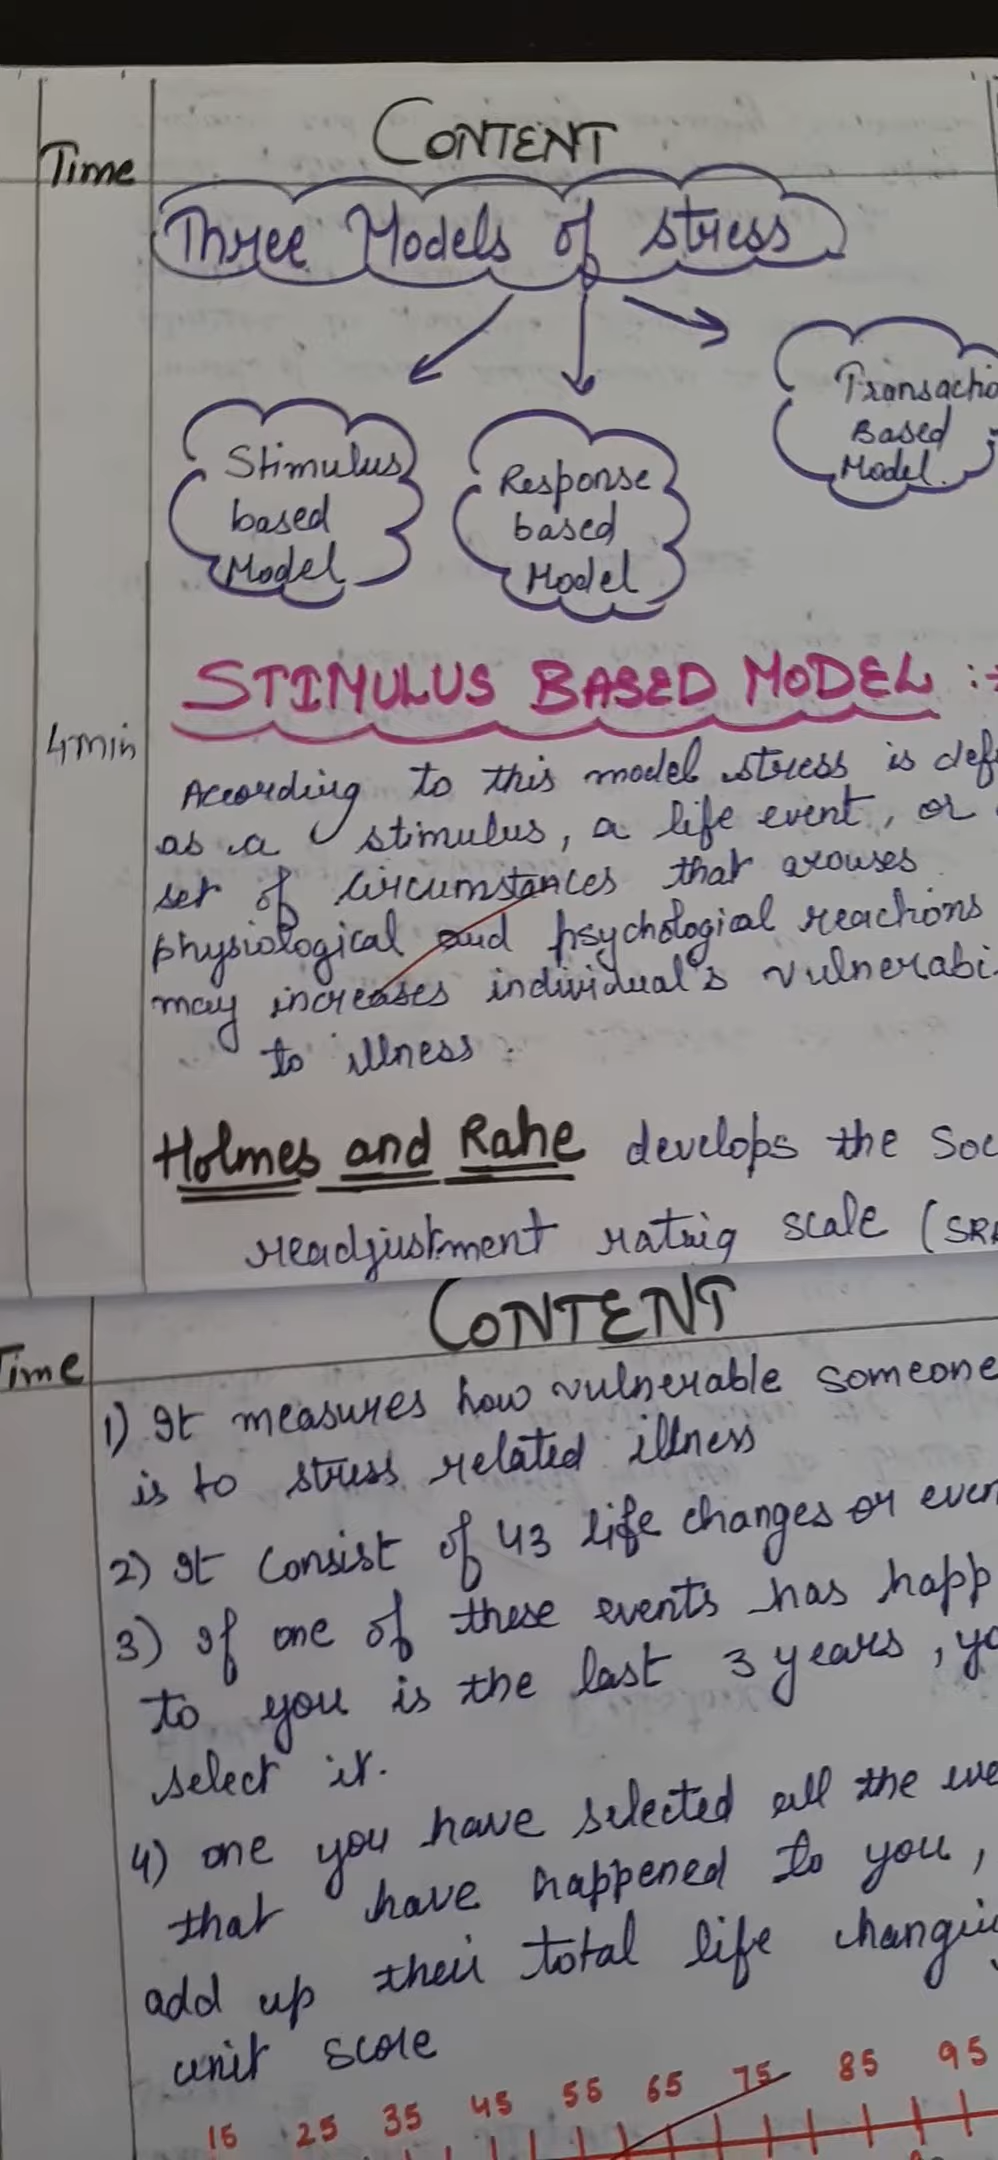 Time
CONTENT
Three Models of stress
Stimulus
based
Model
Response
based
Model
Transactio
Based
Model.
STIMULUS BASED MODEL :-
4min
According to this model stress is def
as a stimulus, a life event, or
set of circumstances that arouses
physiological and psychological reactions
may increases individual's vulnerabi
to illness.
Holmes and Rahe develops the Soc
readjustment ratig scale (SRR
CONTENT
Time
1) It measures how vulnerable someone
is to stress related illness
2) It consist of 43 life changes or even
3) If one of these events has happ
to you is the last 3 years, yo
select it.
4) one you have selected all the eve
that have happened to you,
add up their total life changi
unit score
15 25 35 45 55 65 75 85 95